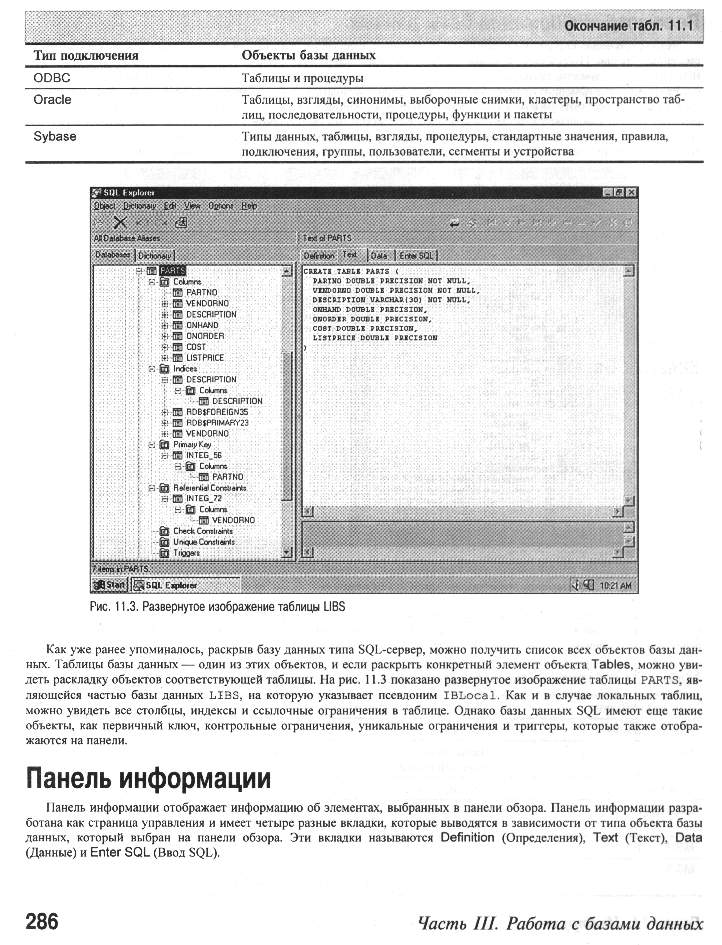 Окончание табл. 11.1
Тип подключения Объекты базы данных
ODBC Таблицы и процедуры
Oracle Таблицы, взгляды, синонимы, выборочные снимки, кластеры, пространство таб-
лиц, последовательности, процедуры, функции и пакеты
Sybase Типы данных, таблицы, взгляды, процедуры, стандартные значения, правила,
подключения, группы, пользователи, сегменты и устройства
SQL Explorer
Object Dictionary Edit View Options Help
All Database Aliases
Text of PARTS
Databases Dictionary
Definition Text Data Enter SQL
PARTS
Columns
PARTNO
VENDORNO
DESCRIPTION
ONHAND
ONORDER
COST
LISTPRICE
Indices
DESCRIPTION
Columns
DESCRIPTION
RDB$FOREIGN35
RDB$PRIMARY23
VENDORNO
Primary Key
INTEG_56
Columns
PARTNO
Referential Constraints
INTEG_72
Columns
VENDORNO
Check Constraints
Unique Constraints
Triggers
CREATE TABLE PARTS (
PARTNO DOUBLE PRECISION NOT NULL,
VENDORNO DOUBLE PRECISION NOT NULL,
DESCRIPTION VARCHAR(30) NOT NULL,
ONHAND DOUBLE PRECISION,
ONORDER DOUBLE PRECISION,
COST DOUBLE PRECISION,
LISTPRICE DOUBLE PRECISION
)
7 items in PARTS.
Start SQL Explorer 10:21 AM
Рис. 11.3. Развернутое изображение таблицы LIBS
Как уже ранее упоминалось, раскрыв базу данных типа SQL-сервер, можно получить список всех объектов базы дан-
ных. Таблицы базы данных — один из этих объектов, и если раскрыть конкретный элемент объекта Tables, можно уви-
деть раскладку объектов соответствующей таблицы. На рис. 11.3 показано развернутое изображение таблицы PARTS, яв-
ляющейся частью базы данных LIBS, на которую указывает псевдоним IBLocal. Как и в случае локальных таблиц,
можно увидеть все столбцы, индексы и ссылочные ограничения в таблице. Однако базы данных SQL имеют еще такие
объекты, как первичный ключ, контрольные ограничения, уникальные ограничения и триггеры, которые также отобра-
жаются на панели.
Панель информации
Панель информации отображает информацию об элементах, выбранных в панели обзора. Панель информации разра-
ботана как страница управления и имеет четыре разные вкладки, которые выводятся в зависимости от типа объекта базы
данных, который выбран на панели обзора. Эти вкладки называются Definition (Определения), Text (Текст), Data
(Данные) и Enter SQL (Ввод SQL).
286 Часть III. Работа с базами данных